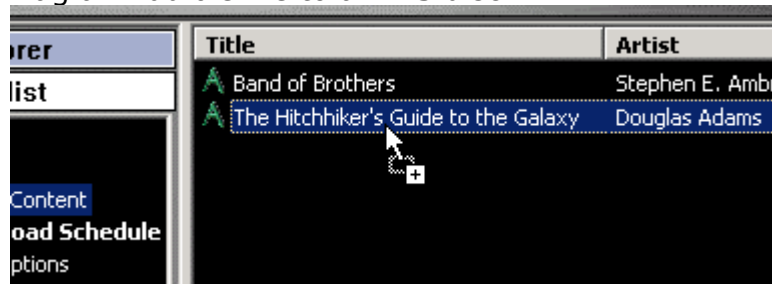 orer
list
Content
oad Schedule
ptions
Title Artist
Band of Brothers Stephen E. Amb
The Hitchhiker's Guide to the Galaxy Douglas Adams